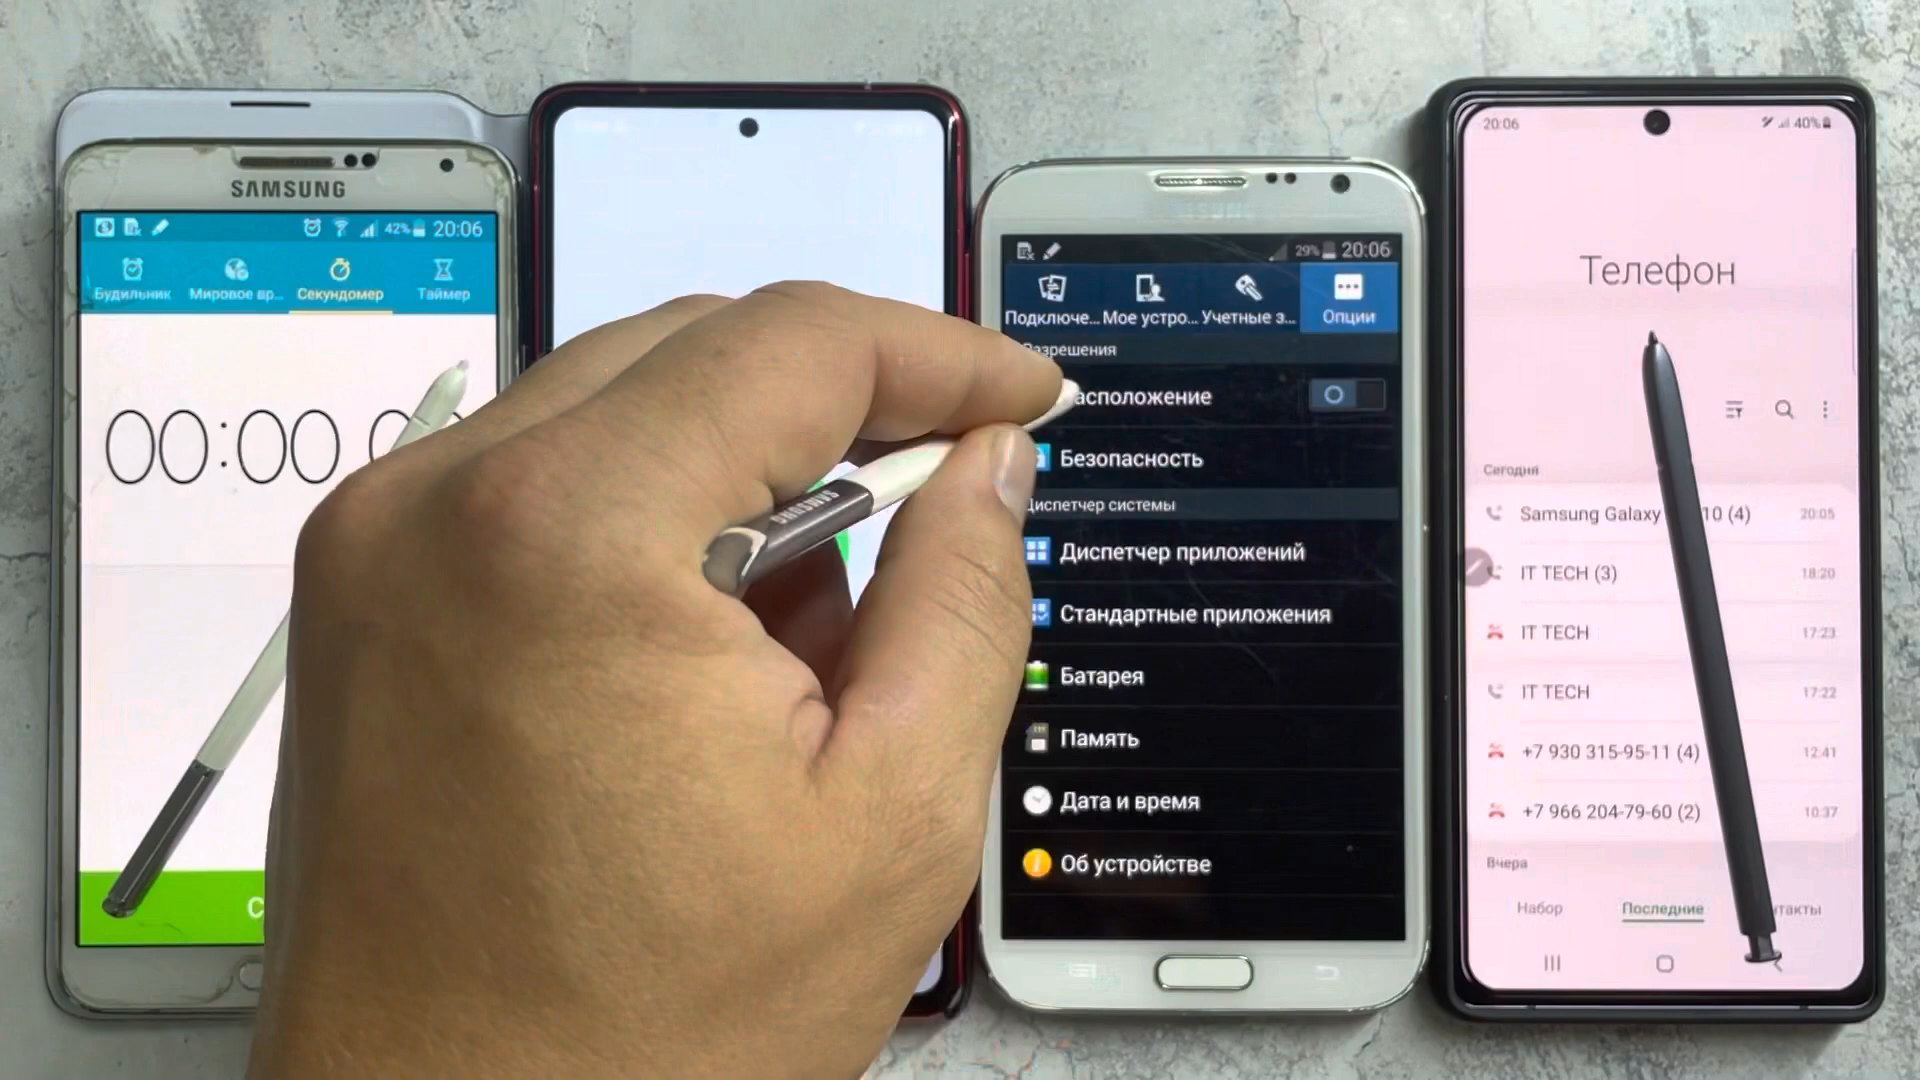 SAMSUNG
42% 20:06
Будильник Мировое вр... Секундомер Таймер
00:00
С
SAMSUNG
SAMSUNG
29% 20:06
Подключе... Мое устро... Учетные з... Опции
Разрешения
асположение
Безопасность
Диспетчер системы
Диспетчер приложений
Стандартные приложения
Батарея
Память
Дата и время
Об устройстве
20:06 40%
Телефон
Сегодня
Samsung Galaxy 10 (4) 20:05
IT TECH (3) 18:20
IT TECH 17:23
IT TECH 17:22
+7 930 315-95-11 (4) 12:41
+7 966 204-79-60 (2) 10:37
Вчера
Набор Последние нтакты